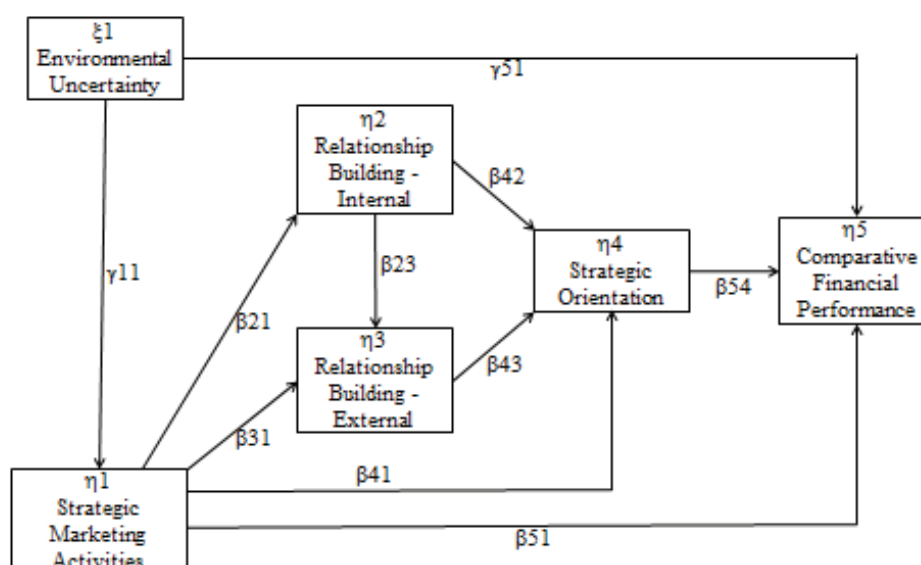 ξ1
Environmental
Uncertainty
γ51
η2
Relationship
Building -
Internal
β42
η5
Comparative
Financial
Performance
η4
Strategic
Orientation
β23
γ11
β54
β21
η3
Relationship
Building -
External
β43
β31
β41
η1
Strategic
Marketing
Activities
β51